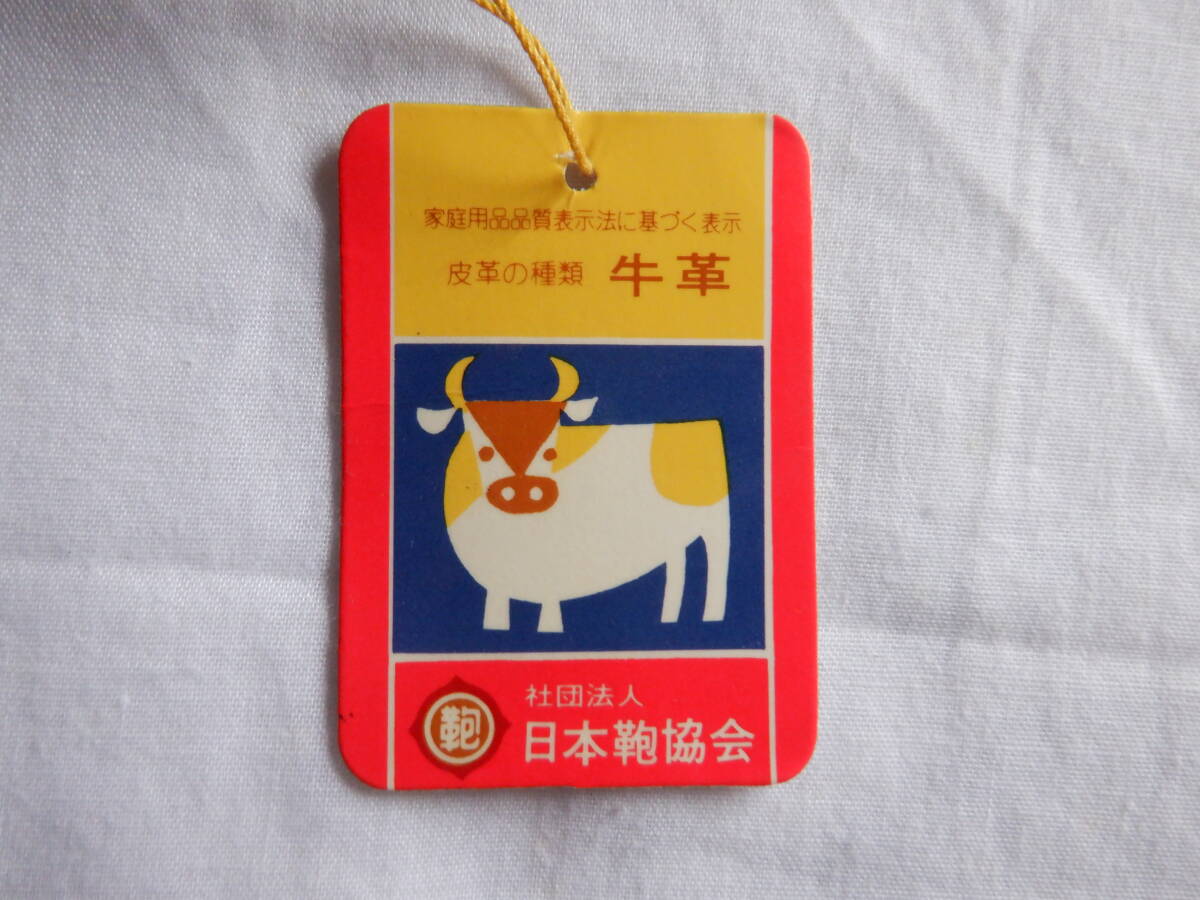 家庭用品品質表示法に基づく表示
皮革の種類 牛革
鞄
社団法人
日本鞄協会